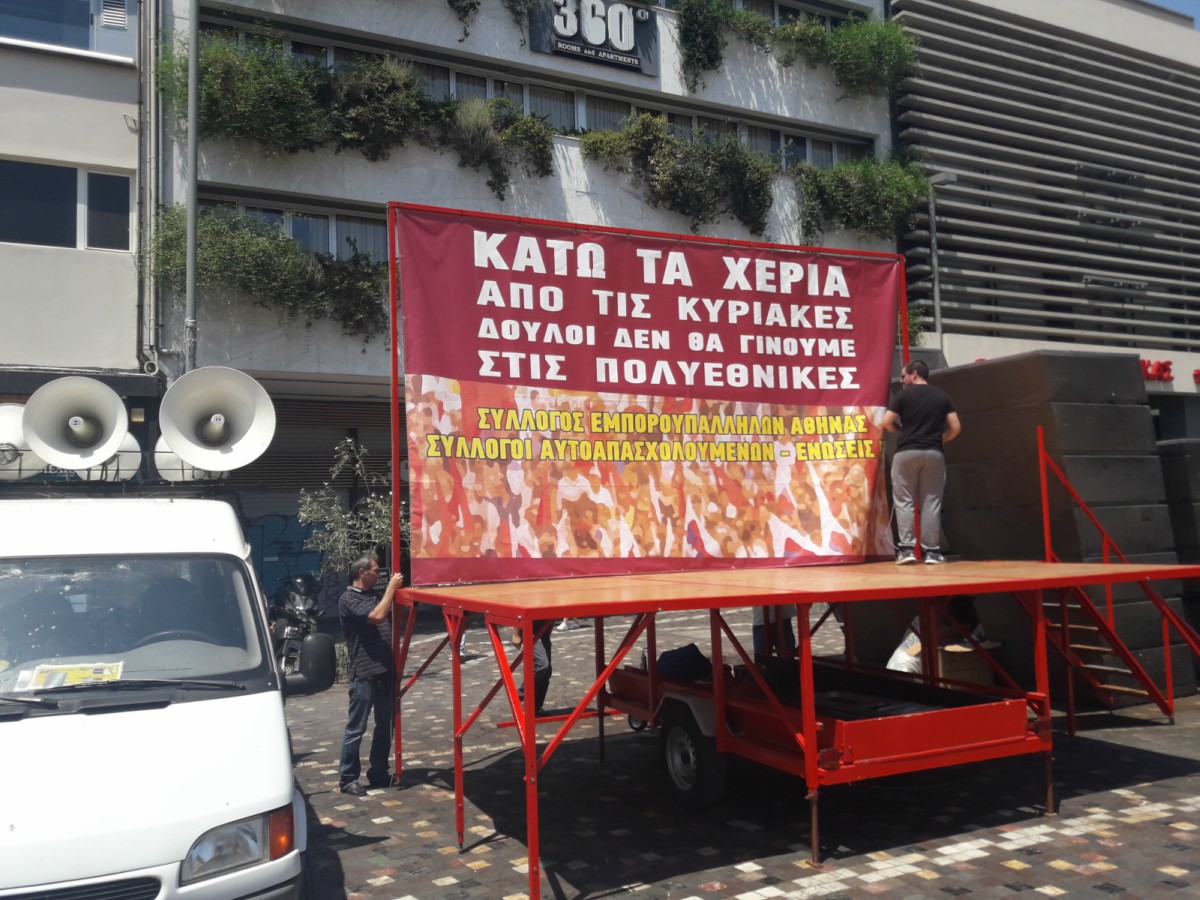 360°
ROOMS and APARTMENTS
ΚΑΤΩ ΤΑ ΧΕΡΙΑ
ΑΠΟ ΤΙΣ ΚΥΡΙΑΚΕΣ
ΔΟΥΛΟΙ ΔΕΝ ΘΑ ΓΙΝΟΥΜΕ
ΣΤΙΣ ΠΟΛΥΕΘΝΙΚΕΣ
ΣΥΛΛΟΓΟΣ ΕΜΠΟΡΟΥΠΑΛΛΗΛΩΝ ΑΘΗΝΑΣ
ΣΥΛΛΟΓΟΙ ΑΥΤΟΑΠΑΣΧΟΛΟΥΜΕΝΩΝ - ΕΝΩΣΕΙΣ